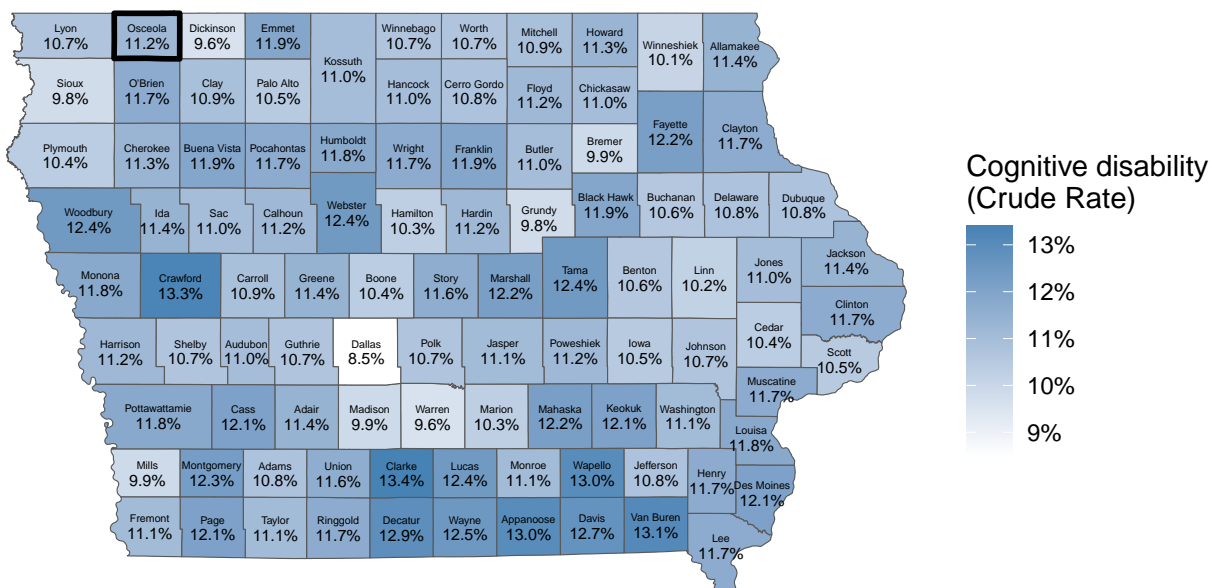 Lyon
10.7%
Osceola
11.2%
Dickinson
9.6%
Emmet
11.9%
Kossuth
11.0%
Winnebago
10.7%
Worth
10.7%
Mitchell
10.9%
Howard
11.3%
Winneshiek
10.1%
Allamakee
11.4%
Sioux
9.8%
O'Brien
11.7%
Clay
10.9%
Palo Alto
10.5%
Hancock
11.0%
Cerro Gordo
10.8%
Floyd
11.2%
Chickasaw
11.0%
Fayette
12.2%
Clayton
11.7%
Plymouth
10.4%
Cherokee
11.3%
Buena Vista
11.9%
Pocahontas
11.7%
Humboldt
11.8%
Wright
11.7%
Franklin
11.9%
Butler
11.0%
Bremer
9.9%
Woodbury
12.4%
Ida
11.4%
Sac
11.0%
Calhoun
11.2%
Webster
12.4%
Hamilton
10.3%
Hardin
11.2%
Grundy
9.8%
Black Hawk
11.9%
Buchanan
10.6%
Delaware
10.8%
Dubuque
10.8%
Monona
11.8%
Crawford
13.3%
Carroll
10.9%
Greene
11.4%
Boone
10.4%
Story
11.6%
Marshall
12.2%
Tama
12.4%
Benton
10.6%
Linn
10.2%
Jones
11.0%
Jackson
11.4%
Clinton
11.7%
Harrison
11.2%
Shelby
10.7%
Audubon
11.0%
Guthrie
10.7%
Dallas
8.5%
Polk
10.7%
Jasper
11.1%
Poweshiek
11.2%
Iowa
10.5%
Johnson
10.7%
Cedar
10.4%
Scott
10.5%
Muscatine
11.7%
Pottawattamie
11.8%
Cass
12.1%
Adair
11.4%
Madison
9.9%
Warren
9.6%
Marion
10.3%
Mahaska
12.2%
Keokuk
12.1%
Washington
11.1%
Louisa
11.8%
Mills
9.9%
Montgomery
12.3%
Adams
10.8%
Union
11.6%
Clarke
13.4%
Lucas
12.4%
Monroe
11.1%
Wapello
13.0%
Jefferson
10.8%
Henry
11.7%
Des Moines
12.1%
Fremont
11.1%
Page
12.1%
Taylor
11.1%
Ringgold
11.7%
Decatur
12.9%
Wayne
12.5%
Appanoose
13.0%
Davis
12.7%
Van Buren
13.1%
Lee
11.7%
Cognitive disability
(Crude Rate)
13%
12%
11%
10%
9%